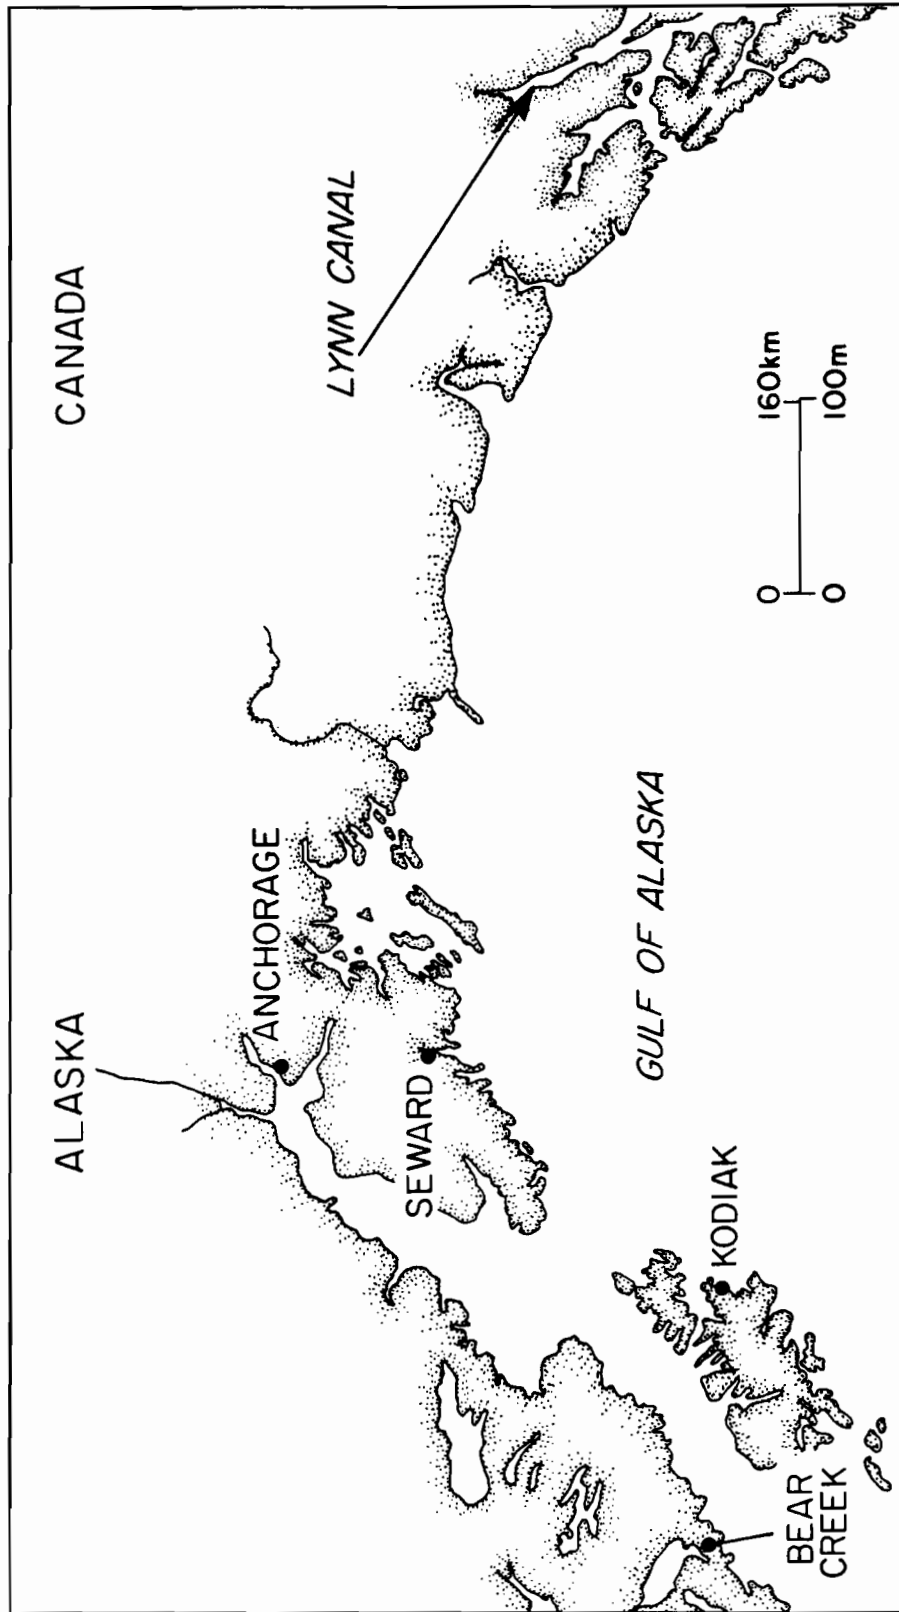 ALASKA
CANADA
ANCHORAGE
LYNN CANAL
SEWARD
GULF OF ALASKA
KODIAK
BEAR
CREEK
0 160km
0 100m